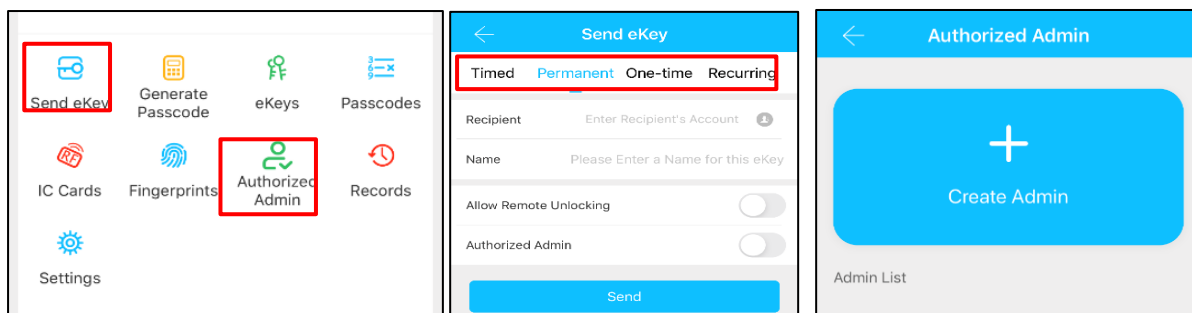 Send eKey
Generate
Passcode
eKeys
Passcodes
IC Cards
Fingerprints
Authorized
Admin
Records
Settings
Send eKey
Timed Permanent One-time Recurring
Recipient Enter Recipient's Account
Name Please Enter a Name for this eKey
Allow Remote Unlocking
Authorized Admin
Send
Authorized Admin
Create Admin
Admin List